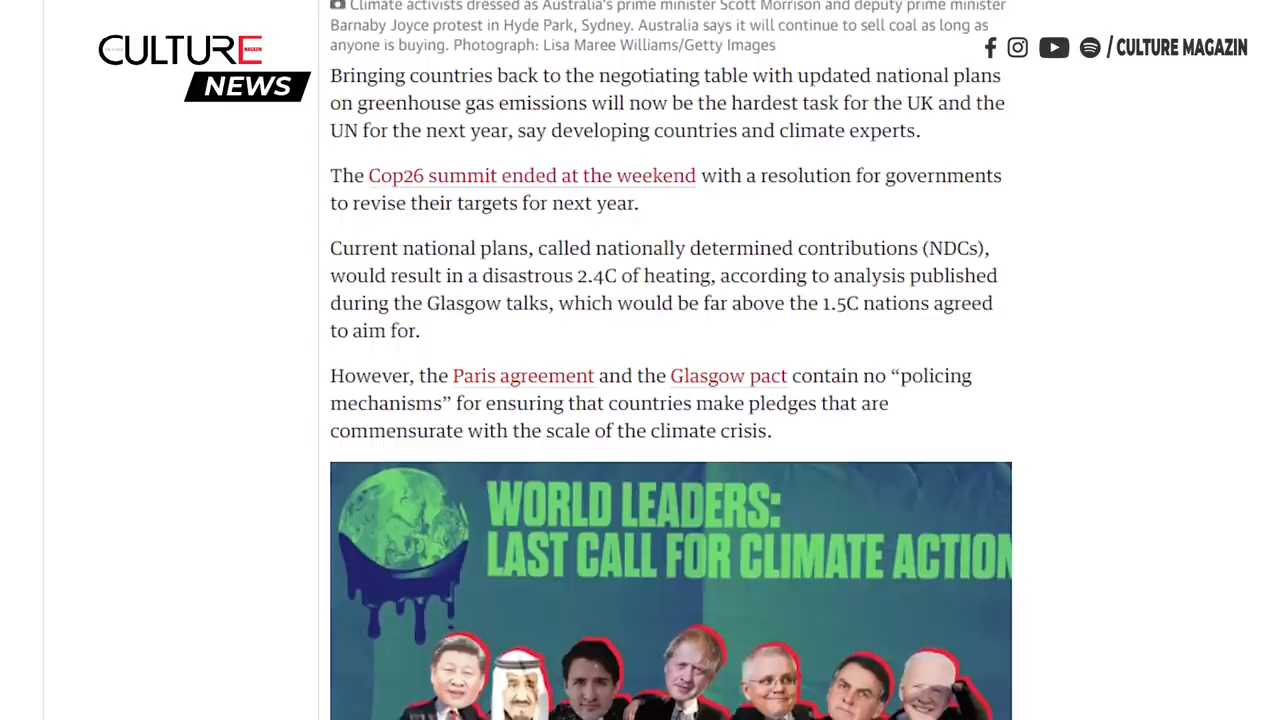 Climate activists dressed as Australia's prime minister Scott Morrison and deputy prime minister
Barnaby Joyce protest in Hyde Park, Sydney. Australia says it will continue to sell coal as long as
anyone is buying. Photograph: Lisa Maree Williams/Getty Images
CULTURE
MAGAZIN
NEWS
/ CULTURE MAGAZIN
Bringing countries back to the negotiating table with updated national plans
on greenhouse gas emissions will now be the hardest task for the UK and the
UN for the next year, say developing countries and climate experts.
The Cop26 summit ended at the weekend with a resolution for governments
to revise their targets for next year.
Current national plans, called nationally determined contributions (NDCs),
would result in a disastrous 2.4C of heating, according to analysis published
during the Glasgow talks, which would be far above the 1.5C nations agreed
to aim for.
However, the Paris agreement and the Glasgow pact contain no “policing
mechanisms” for ensuring that countries make pledges that are
commensurate with the scale of the climate crisis.
WORLD LEADERS:
LAST CALL FOR CLIMATE ACTION